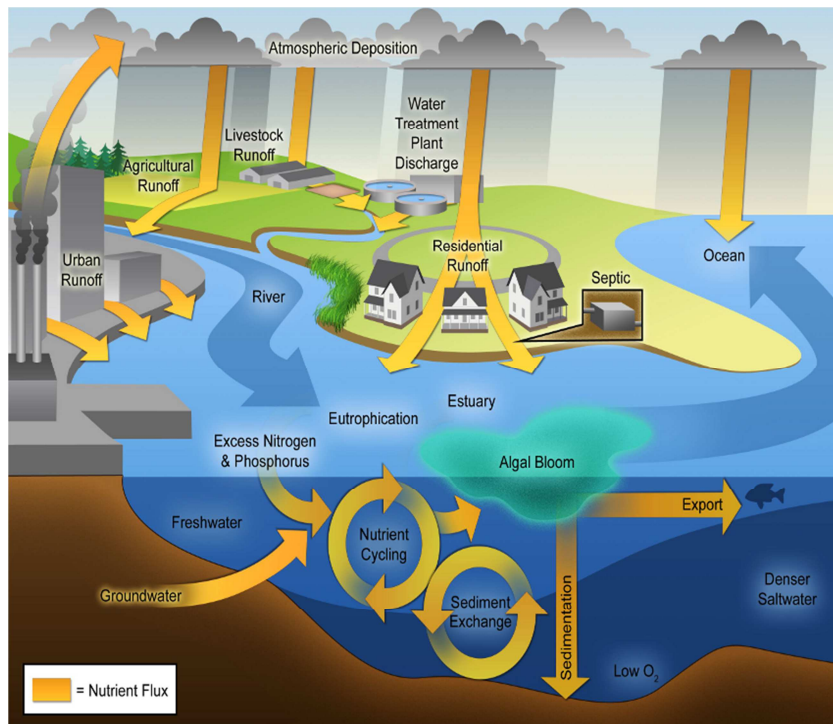 Atmospheric Deposition
Water
Treatment
Plant
Discharge
Livestock
Runoff
Agricultural
Runoff
Urban
Runoff
River
Residential
Runoff
Septic
Ocean
Estuary
Eutrophication
Excess Nitrogen
& Phosphorus
Algal Bloom
Export
Freshwater
Nutrient
Cycling
Groundwater
Sediment
Exchange
Sedimentation
Denser
Saltwater
Low O₂
= Nutrient Flux